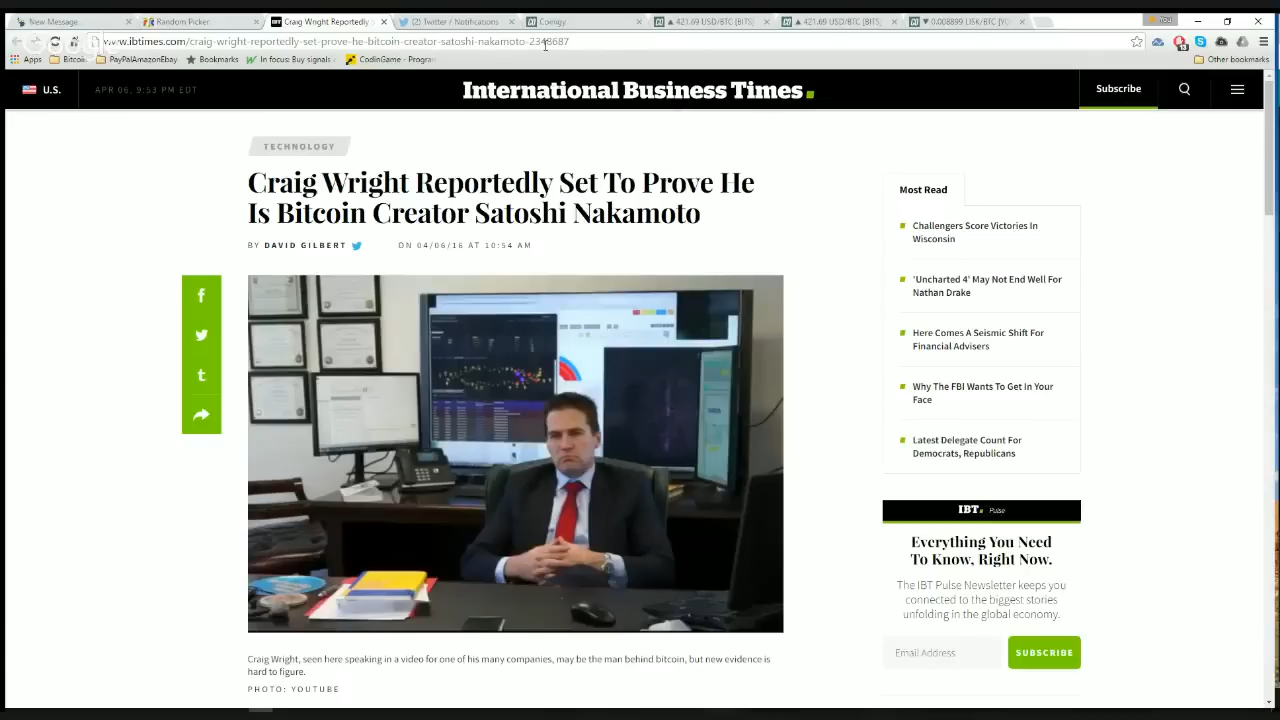 New Message
Random Picker
Craig Wright Reportedly S
(2) Twitter / Notifications
Coinigy
▲ 421.69 USD/BTC [BITS]
▲ 421.69 USD/BTC [BITS]
▼ 0.008899 USK/BTC [YO
You
www.ibtimes.com/craig-wright-reportedly-set-prove-he-bitcoin-creator-satoshi-nakamoto-2348687
Apps
Bitcoin
PayPalAmazonEbay
Bookmarks
In focus: Buy signals
CodinGame - Progra
Other bookmarks
U.S.
APR 06, 9:53 PM EDT
International Business Times
Subscribe
TECHNOLOGY
Craig Wright Reportedly Set To Prove He
Is Bitcoin Creator Satoshi Nakamoto
BY DAVID GILBERT
ON 04/06/16 AT 10:54 AM
Craig Wright, seen here speaking in a video for one of his many companies, may be the man behind bitcoin, but new evidence is
hard to figure.
PHOTO: YOUTUBE
Most Read
Challengers Score Victories In
Wisconsin
'Uncharted 4' May Not End Well For
Nathan Drake
Here Comes A Seismic Shift For
Financial Advisers
Why The FBI Wants To Get In Your
Face
Latest Delegate Count For
Democrats, Republicans
IBT. Pulse
Everything You Need
To Know, Right Now.
The IBT Pulse Newsletter keeps you
connected to the biggest stories
unfolding in the global economy.
Email Address
SUBSCRIBE